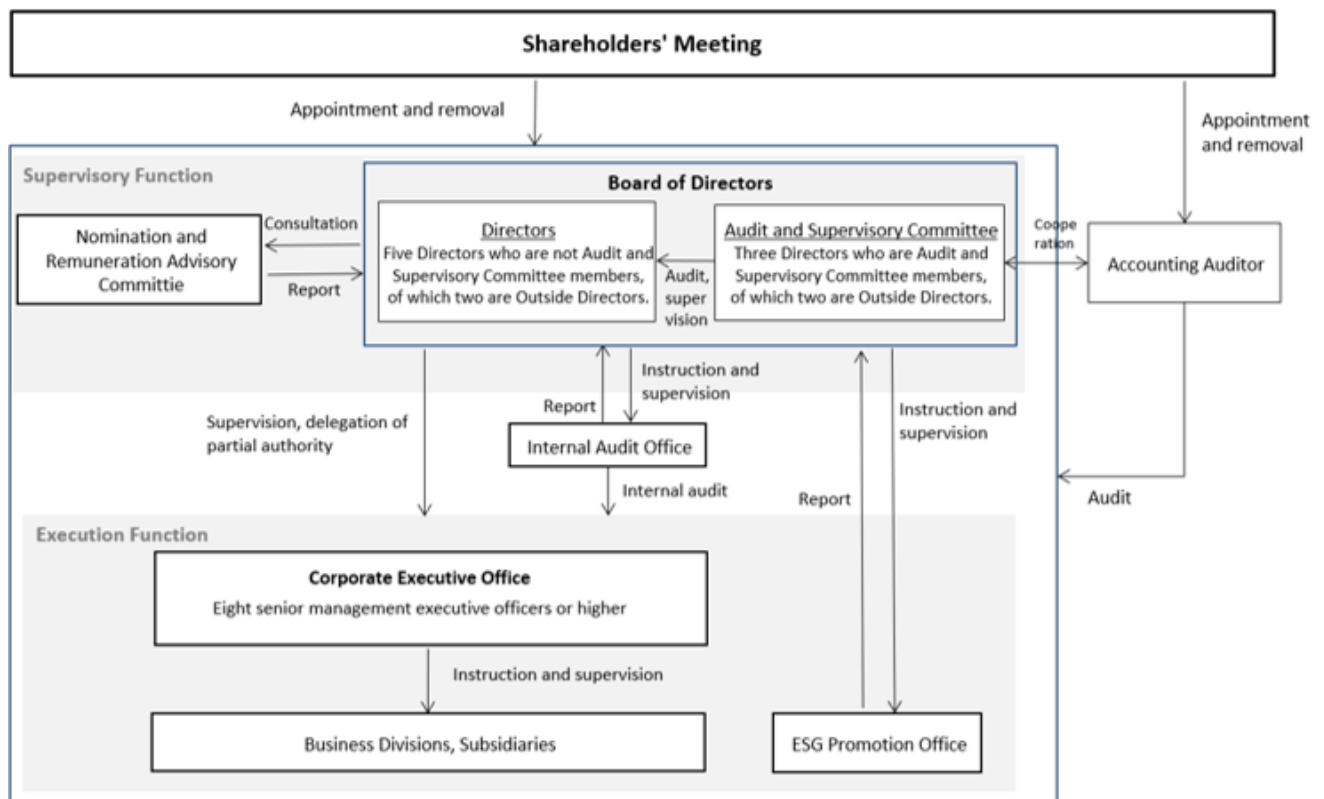 Shareholders' Meeting
Appointment and removal
Appointment
and removal
Supervisory Function
Board of Directors
Nomination and
Remuneration Advisory
Committie
Consultation
Report
Directors
Five Directors who are not Audit and
Supervisory Committee members,
of which two are Outside Directors.
Audit,
super
vision
Audit and Supervisory Committee
Three Directors who are Audit and
Supervisory Committee members,
of which two are Outside Directors.
Coope
ration
Accounting Auditor
Supervision, delegation of
partial authority
Report
Instruction and
supervision
Internal Audit Office
Internal audit
Report
Instruction and
supervision
Audit
Execution Function
Corporate Executive Office
Eight senior management executive officers or higher
Instruction and supervision
Business Divisions, Subsidiaries
ESG Promotion Office